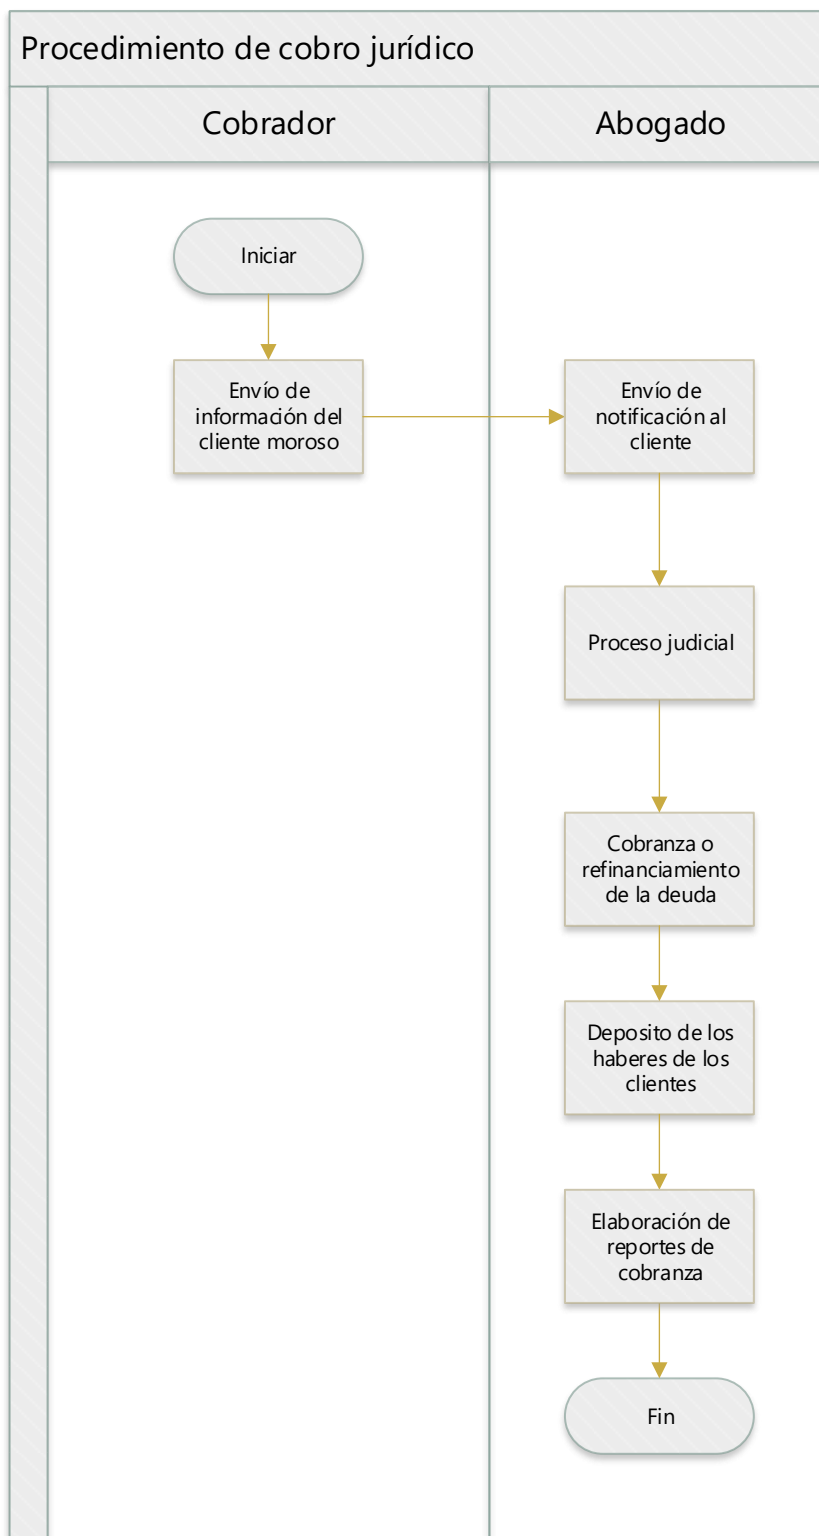 Procedimiento de cobro jurídico
Cobrador
Abogado
Iniciar
Envío de
información del
cliente moroso
Envío de
notificación al
cliente
Proceso judicial
Cobranza o
refinanciamiento
de la deuda
Deposito de los
haberes de los
clientes
Elaboración de
reportes de
cobranza
Fin